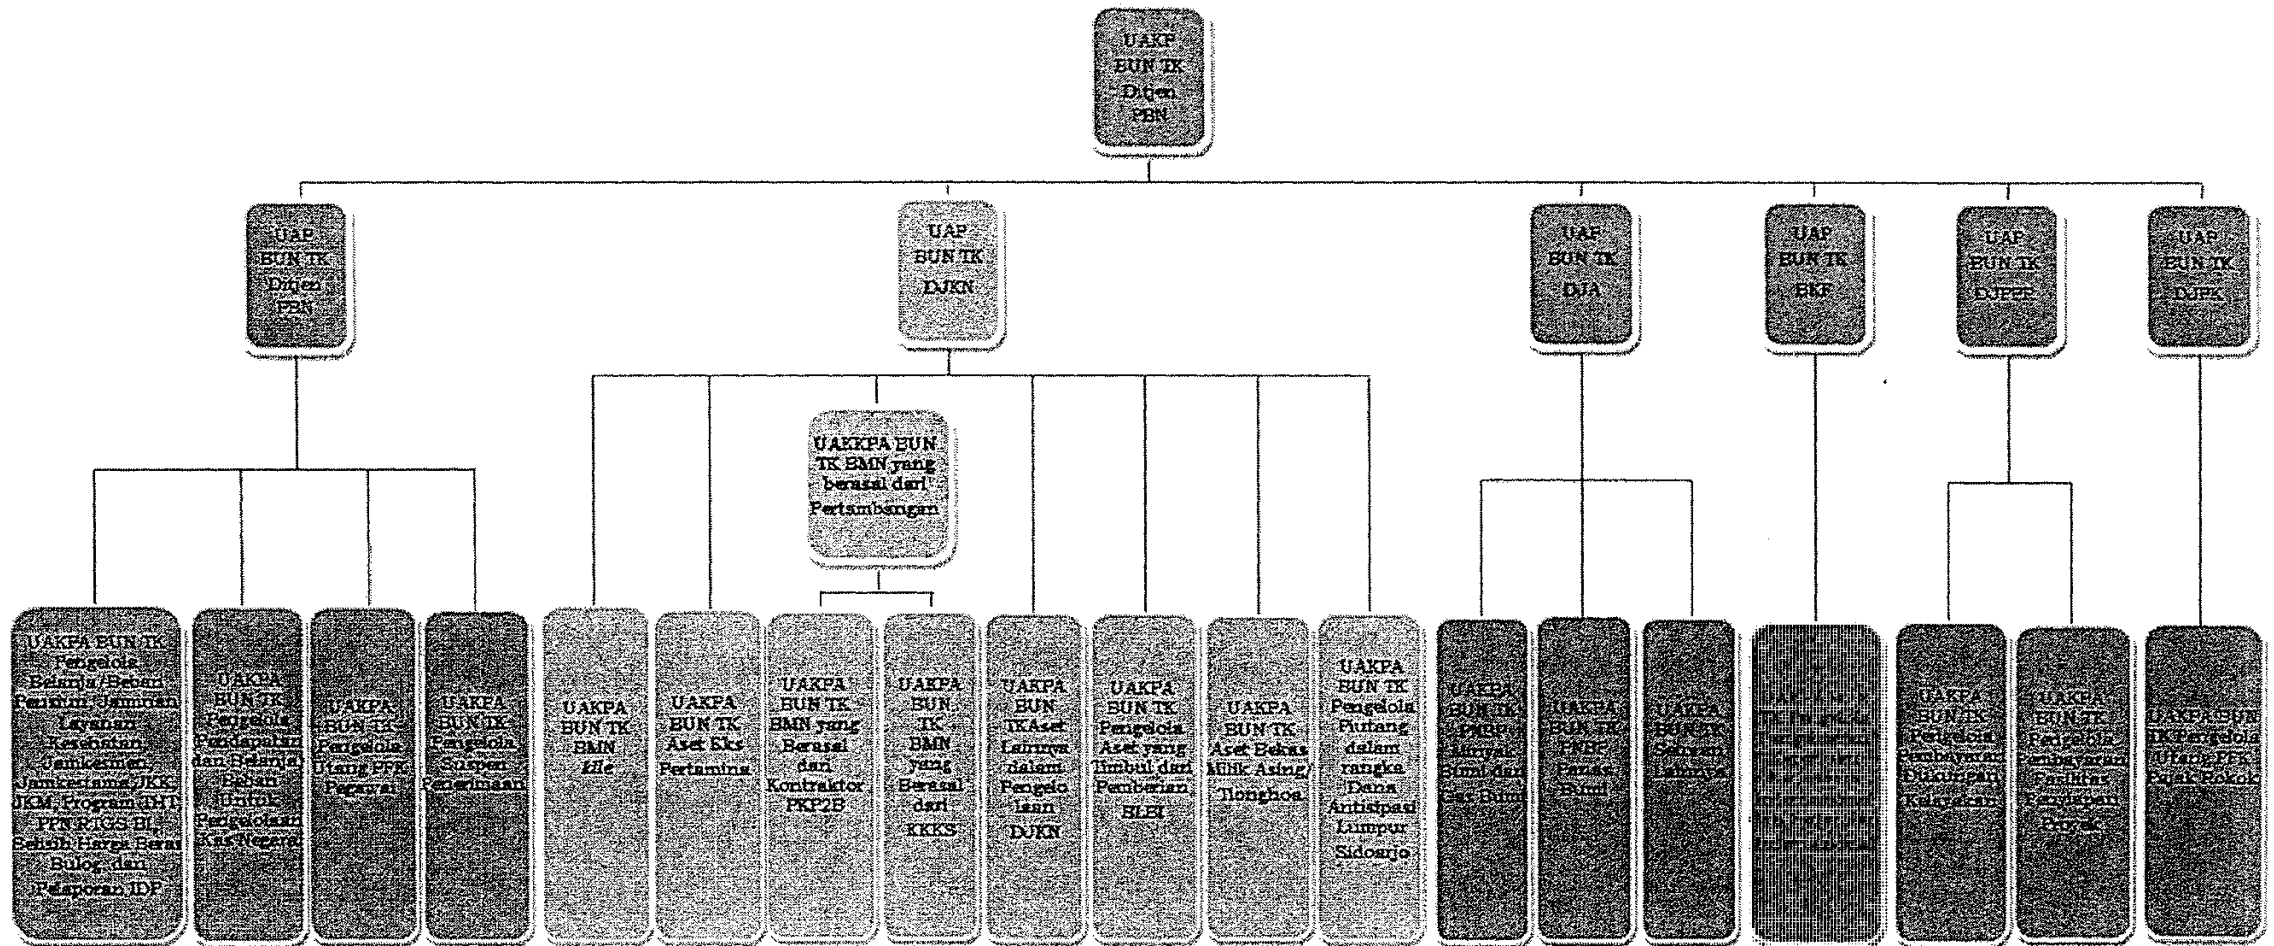 UAKP
BUN TK
Ditjen
PBN
UAP
BUN TK
Ditjen
PBN
UAP
BUN TK
DJKN
UAP
BUN TK
DJA
UAP
BUN TK
BKF
UAP
BUN TK
DJPPR
UAP
BUN TK
DJPK
UAKKPA BUN
TK BMN yang
berasal dari
Pertambangan
UAKPA BUN TK
Pengelola
Belanja/Beban
Pensiun, Jaminan
Layanan
Kesehatan
Jamkesmen,
Jamkestama, JKK
JKM, Program THT,
PPN RTGS BI,
Selisih Harga Beras
Bulog dan
Pelaporan IDP
UAKPA
BUN TK
Pengelola
Pendapatan
dan Belanja/
Beban
Untuk
Pengelolaan
Kas Negara
UAKPA
BUN TK
Pengelola
Utang PFK
Pegawai
UAKPA
BUN TK
Pengelola
Suspen
Penerimaan
UAKPA
BUN TK
BMN
Idle
UAKPA
BUN TK
Aset Eks
Pertamina
UAKPA
BUN TK
BMN yang
Berasal
dari
Kontraktor
PKP2B
UAKPA
BUN
TK
BMN
yang
Berasal
dari
KKKS
UAKPA
BUN
TK Aset
Lainnya
dalam
Pengelo
laan
DJKN
UAKPA
BUN TK
Pengelola
Aset yang
Timbul dari
Pemberian
BLBI
UAKPA
BUN TK
Aset Bekas
Milik Asing/
Tionghoa
UAKPA
BUN TK
Pengelola
Piutang
dalam
rangka
Dana
Antisipasi
Lumpur
Sidoarjo
UAKPA
BUN TK
PNBP
Minyak
Bumi dan
Gas Bumi
UAKPA
BUN TK
PNBP
Panas
Bumi
UAKPA
BUN TK
Setoran
Lainnya
TK Pengelola
UAKPA
BUN TK
Pengelola
Pembayaran
Dukungan
Kelayakan
UAKPA
BUN TK
Pengelola
Pembayaran
Fasilitas
Penyiapan
Proyek
UAKPA BUN
TK Pengelola
Utang PFK
Pajak Rokok